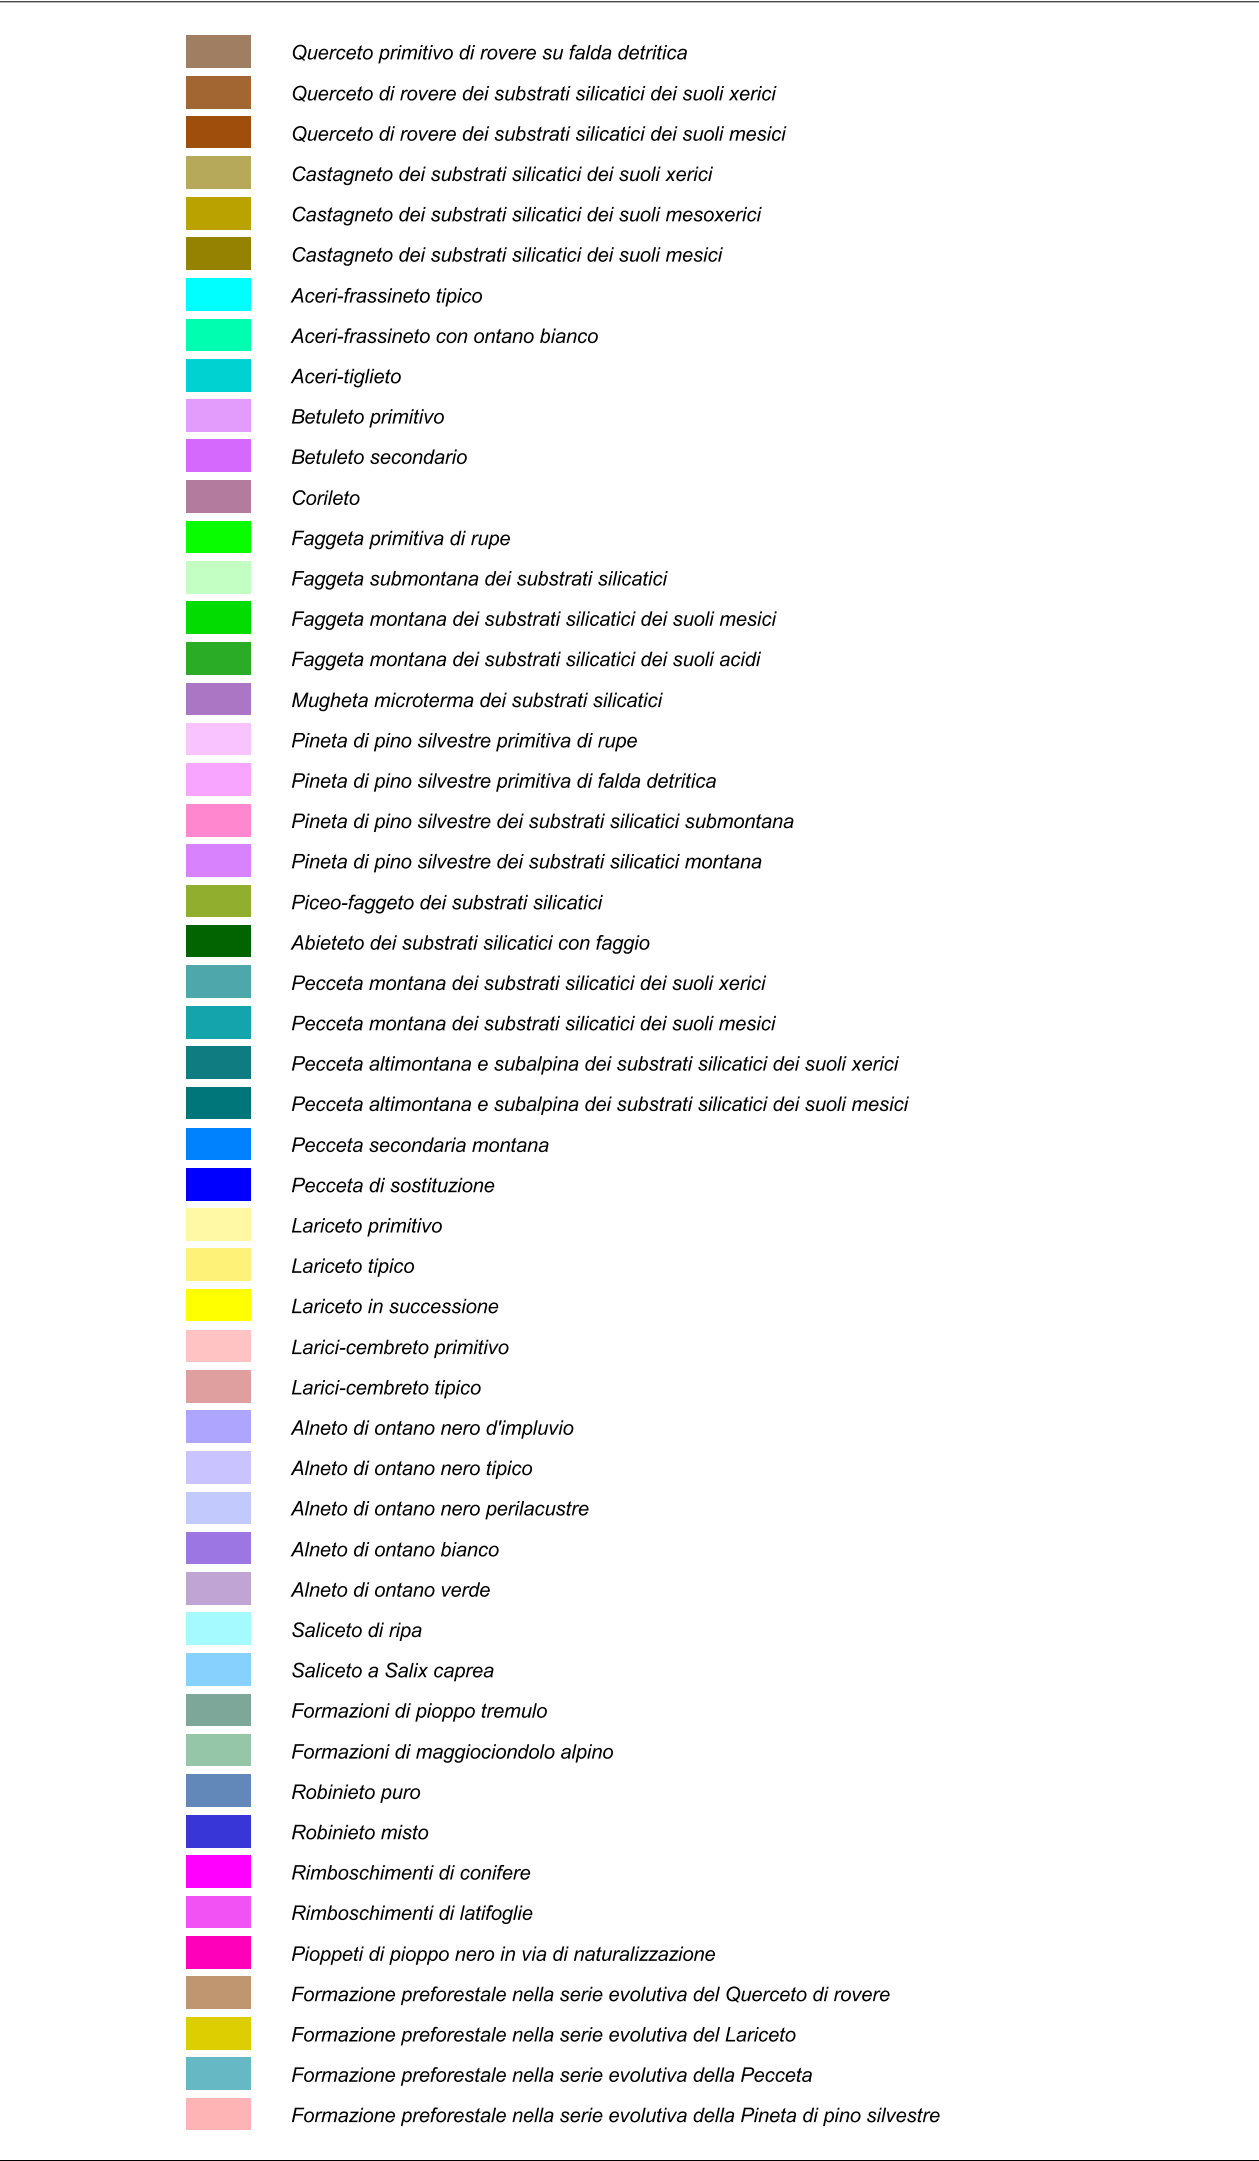 Querceto primitivo di rovere su falda detritica
Querceto di rovere dei substrati silicatici dei suoli xerici
Querceto di rovere dei substrati silicatici dei suoli mesici
Castagneto dei substrati silicatici dei suoli xerici
Castagneto dei substrati silicatici dei suoli mesoxerici
Castagneto dei substrati silicatici dei suoli mesici
Aceri-frassineto tipico
Aceri-frassineto con ontano bianco
Aceri-tiglieto
Betuleto primitivo
Betuleto secondario
Corileto
Faggeta primitiva di rupe
Faggeta submontana dei substrati silicatici
Faggeta montana dei substrati silicatici dei suoli mesici
Faggeta montana dei substrati silicatici dei suoli acidi
Mugheta microterma dei substrati silicatici
Pineta di pino silvestre primitiva di rupe
Pineta di pino silvestre primitiva di falda detritica
Pineta di pino silvestre dei substrati silicatici submontana
Pineta di pino silvestre dei substrati silicatici montana
Piceo-faggeto dei substrati silicatici
Abieteto dei substrati silicatici con faggio
Pecceta montana dei substrati silicatici dei suoli xerici
Pecceta montana dei substrati silicatici dei suoli mesici
Pecceta altimontana e subalpina dei substrati silicatici dei suoli xerici
Pecceta altimontana e subalpina dei substrati silicatici dei suoli mesici
Pecceta secondaria montana
Pecceta di sostituzione
Lariceto primitivo
Lariceto tipico
Lariceto in successione
Larici-cembreto primitivo
Larici-cembreto tipico
Alneto di ontano nero d'impluvio
Alneto di ontano nero tipico
Alneto di ontano nero perilacustre
Alneto di ontano bianco
Alneto di ontano verde
Saliceto di ripa
Saliceto a Salix caprea
Formazioni di pioppo tremulo
Formazioni di maggiociondolo alpino
Robinieto puro
Robinieto misto
Rimboschimenti di conifere
Rimboschimenti di latifoglie
Pioppeti di pioppo nero in via di naturalizzazione
Formazione preforestale nella serie evolutiva del Querceto di rovere
Formazione preforestale nella serie evolutiva del Lariceto
Formazione preforestale nella serie evolutiva della Pecceta
Formazione preforestale nella serie evolutiva della Pineta di pino silvestre